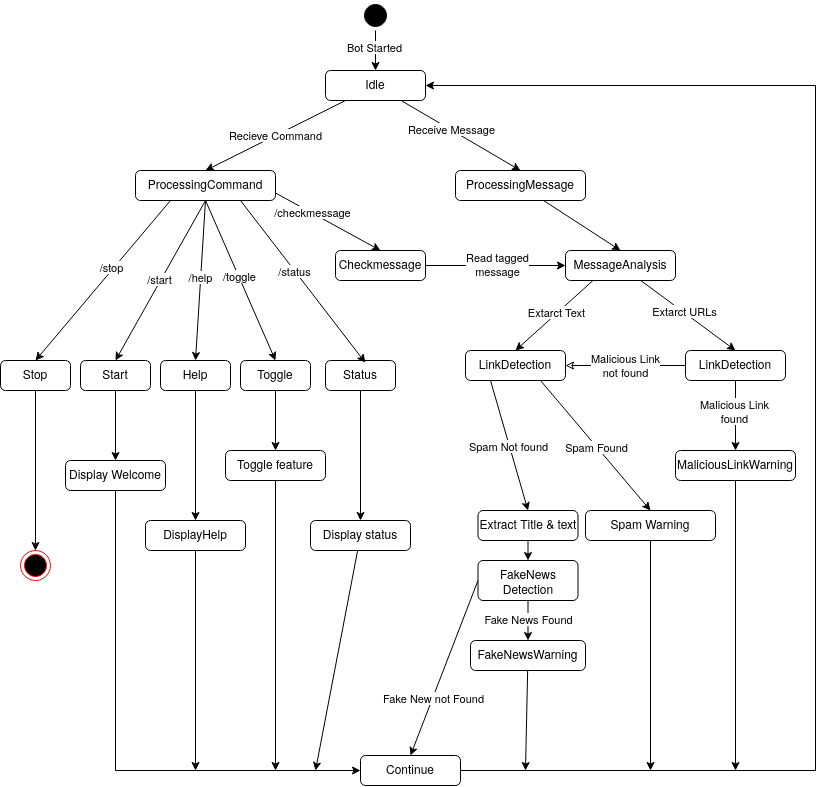 Bot Started
Idle
Recieve Command
Receive Message
ProcessingCommand
ProcessingMessage
/checkmessage
Checkmessage
Read tagged
message
MessageAnalysis
/stop
/start
/help
/toggle
/status
Extarct Text
Extarct URLs
Stop
Start
Help
Toggle
Status
LinkDetection
Malicious Link
not found
LinkDetection
Malicious Link
found
Spam Not found
Spam Found
Display Welcome
Toggle feature
MaliciousLinkWarning
DisplayHelp
Display status
Extract Title & text
Spam Warning
FakeNews
Detection
Fake News Found
FakeNewsWarning
Fake New not Found
Continue